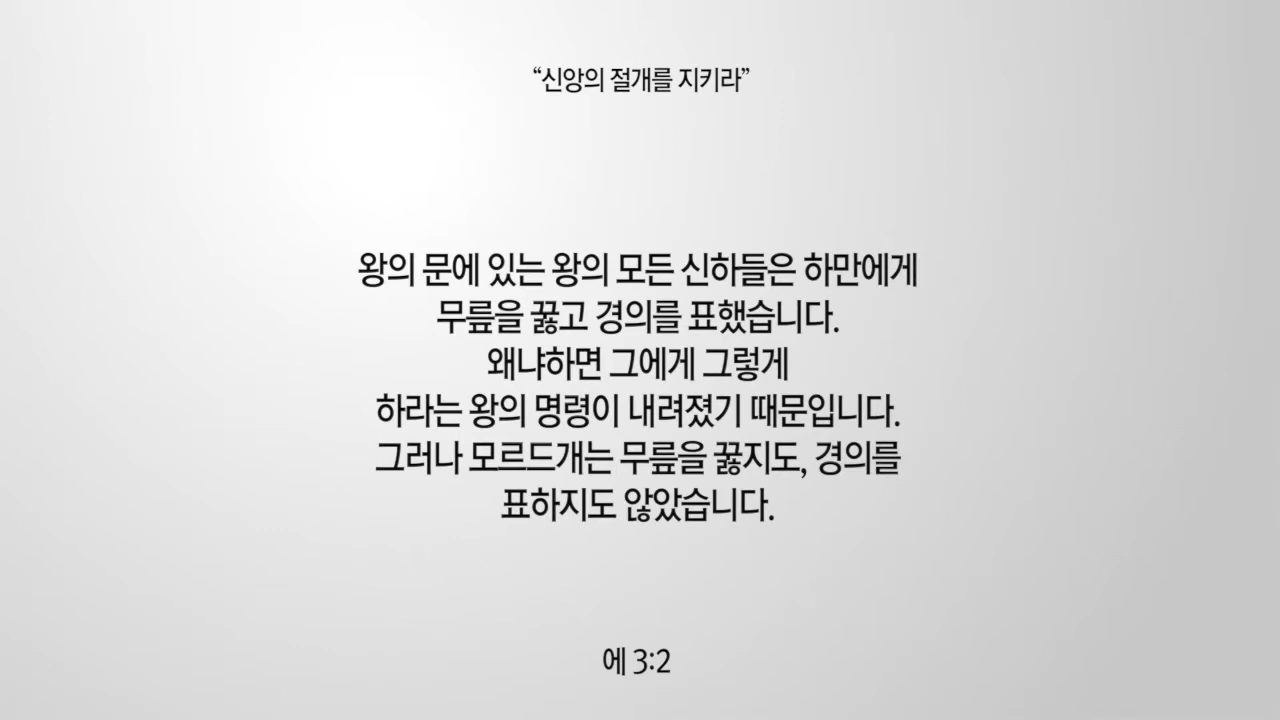 “신앙의 절개를 지키라”
왕의 문에 있는 왕의 모든 신하들은 하만에게
무릎을 꿇고 경의를 표했습니다.
왜냐하면 그에게 그렇게
하라는 왕의 명령이 내려졌기 때문입니다.
그러나 모르드개는 무릎을 꿇지도, 경의를
표하지도 않았습니다.
에 3:2